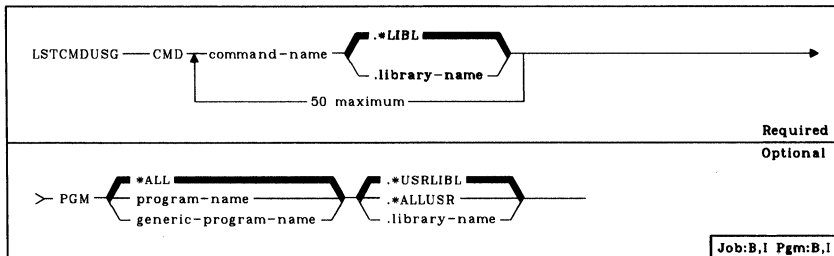 .*LIBL
LSTCMDUSG CMD command-name
.library-name
50 maximum
Required
Optional
*ALL .*USRLIBL
PGM program-name .*ALLUSR
generic-program-name .library-name
Job:B,I Pgm:B,I